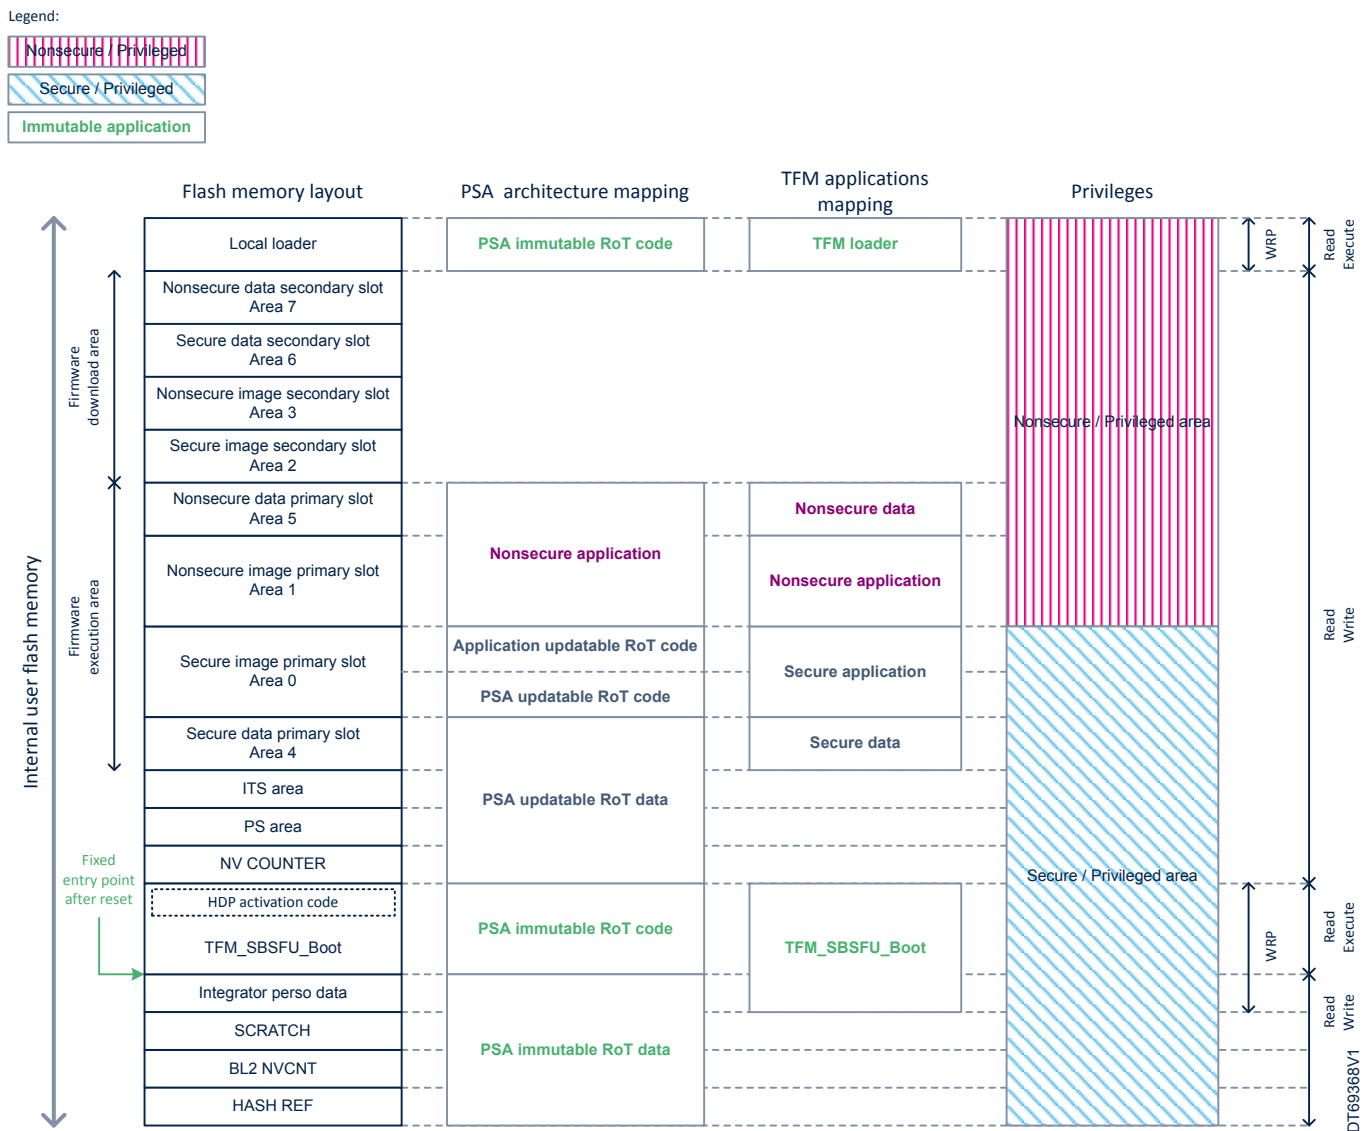 Legend:
Nonsecure / Privileged
Secure / Privileged
Immutable application
Flash memory layout
PSA architecture mapping
TFM applications
mapping
Privileges
Internal user flash memory
Firmware
download area
Firmware
execution area
Fixed
entry point
after reset
Local loader
Nonsecure data secondary slot
Area 7
Secure data secondary slot
Area 6
Nonsecure image secondary slot
Area 3
Secure image secondary slot
Area 2
Nonsecure data primary slot
Area 5
Nonsecure image primary slot
Area 1
Secure image primary slot
Area 0
Secure data primary slot
Area 4
ITS area
PS area
NV COUNTER
HDP activation code
TFM_SBSFU_Boot
Integrator perso data
SCRATCH
BL2 NVCNT
HASH REF
PSA immutable RoT code
Nonsecure application
Application updatable RoT code
PSA updatable RoT code
PSA updatable RoT data
PSA immutable RoT code
PSA immutable RoT data
TFM loader
Nonsecure data
Nonsecure application
Secure application
Secure data
TFM_SBSFU_Boot
Nonsecure / Privileged area
Secure / Privileged area
WRP
WRP
Read
Execute
Read
Write
Read
Execute
Read
Write
DT69368V1